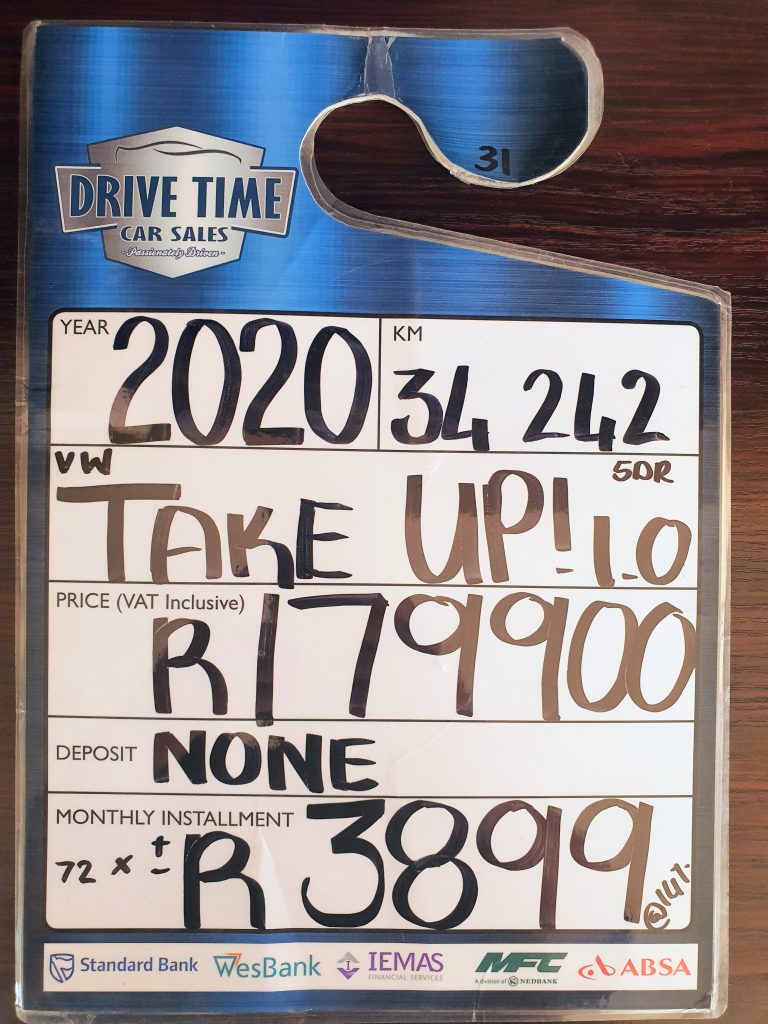 31
DRIVE TIME
CAR SALES
- Passionately Driven -
YEAR 2020
KM 34 242
VW 5DR
TAKE UP! 1.0
PRICE (VAT Inclusive)
R179900
DEPOSIT NONE
MONTHLY INSTALLMENT
72 x ± R 3899 @14%
Standard Bank WesBank IEMAS FINANCIAL SERVICES MFC A division of NEDBANK ABSA